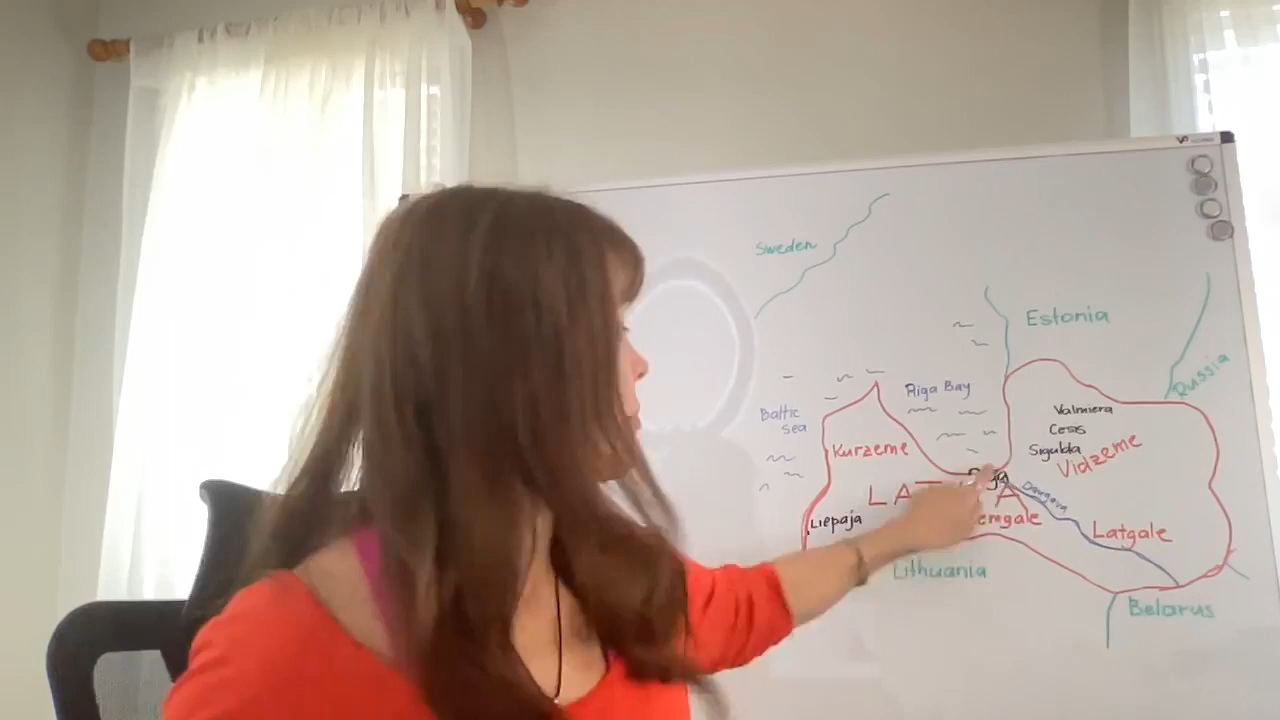 Sweden
Estonia
Russia
Riga Bay
Baltic
sea
Valmiera
Cesis
Sigulda
Vidzeme
Kurzeme
Daugava
Liepaja
Latgale
Lithuania
Belarus